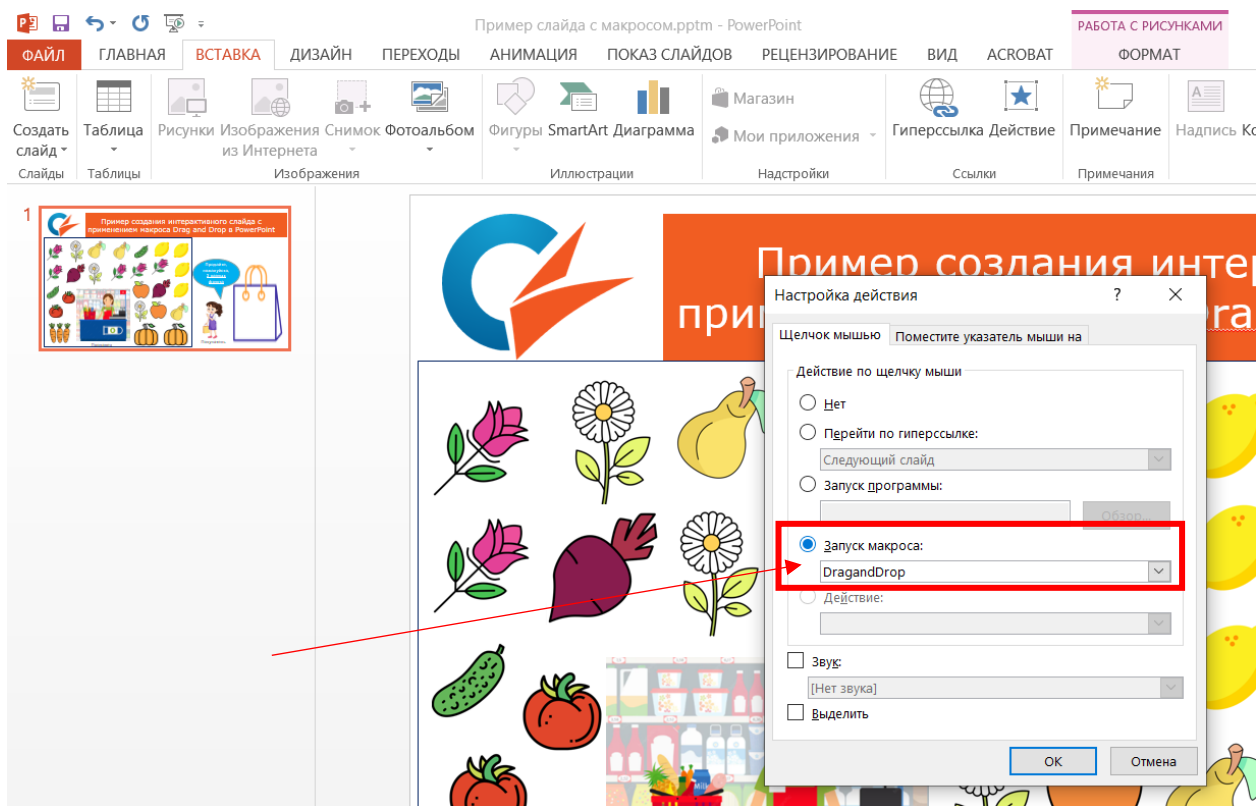 Пример слайда с макросом.pptm - PowerPoint
РАБОТА С РИСУНКАМИ
ФАЙЛ ГЛАВНАЯ ВСТАВКА ДИЗАЙН ПЕРЕХОДЫ АНИМАЦИЯ ПОКАЗ СЛАЙДОВ РЕЦЕНЗИРОВАНИЕ ВИД ACROBAT ФОРМАТ
Создать слайд
Таблица
Рисунки
Изображения из Интернета
Снимок
Фотоальбом
Фигуры
SmartArt
Диаграмма
Магазин
Мои приложения
Гиперссылка
Действие
Примечание
Надпись
Ко
Слайды Таблицы Изображения Иллюстрации Надстройки Ссылки Примечания
1
Пример создания интерактивного слайда с
применением макроса Drag and Drop в PowerPoint
Пример создания интер
при
Dra
Настройка действия ?
Щелчок мышью Поместите указатель мыши на
Действие по щелчку мыши
Нет
Перейти по гиперссылке:
Следующий слайд
Запуск программы:
Обзор...
Запуск макроса:
DragandDrop
Действие:
Звук:
[Нет звука]
Выделить
ОК Отмена